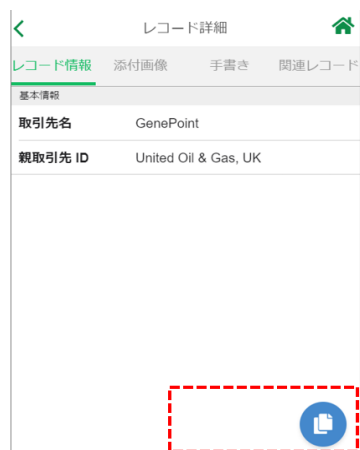 レコード詳細
レコード情報 添付画像 手書き 関連レコード
基本情報
取引先名 GenePoint
親取引先 ID United Oil & Gas, UK